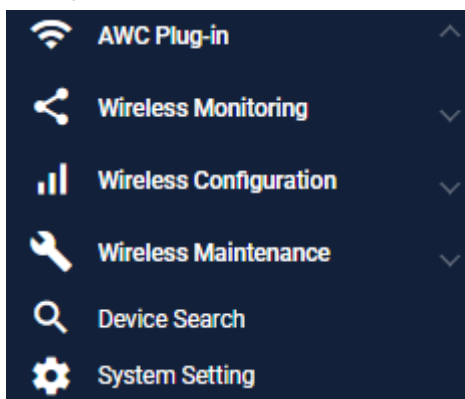 AWC Plug-in
Wireless Monitoring
Wireless Configuration
Wireless Maintenance
Device Search
System Setting